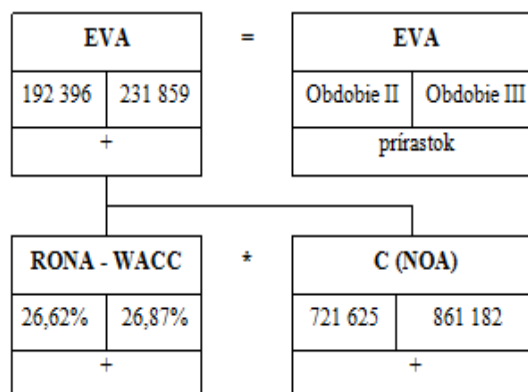 EVA = EVA
192 396 231 859 Obdobie II Obdobie III
+ prírastok
RONA - WACC * C (NOA)
26,62% 26,87% 721 625 861 182
+ +